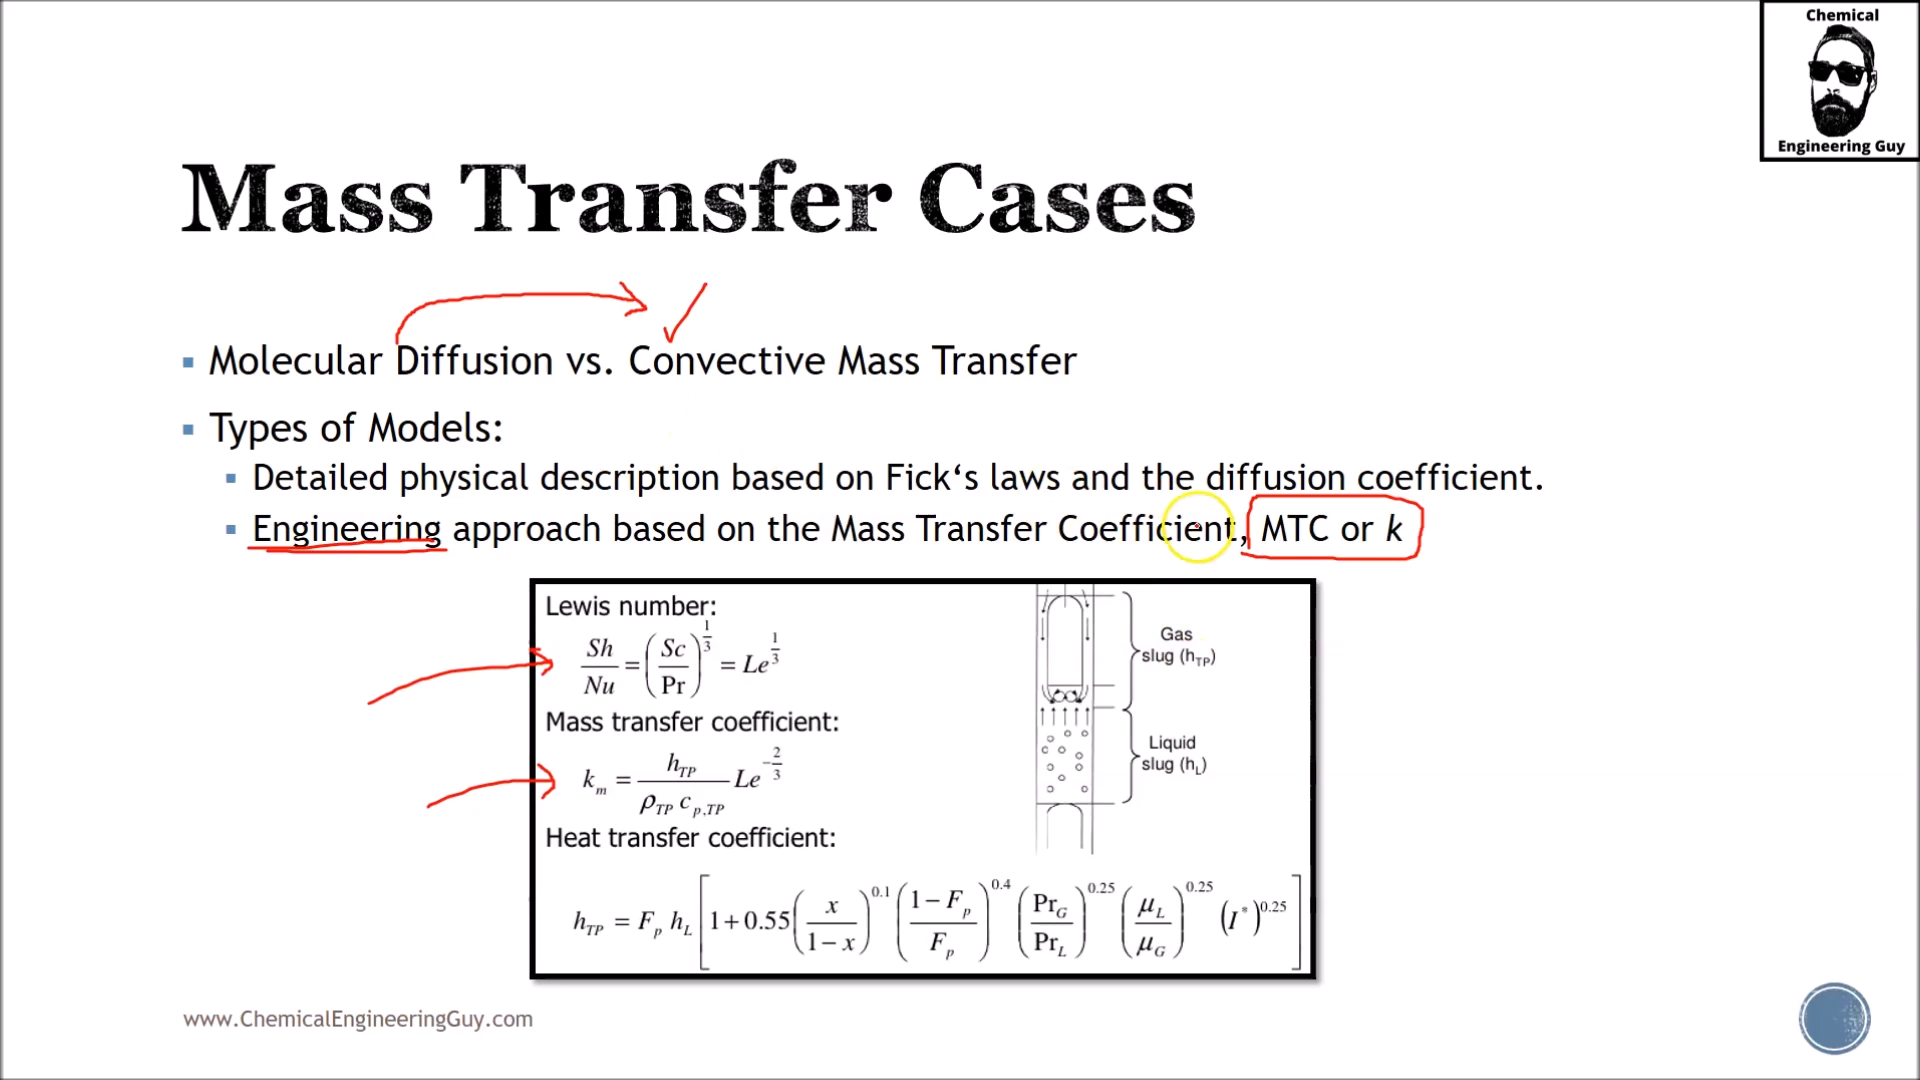 Chemical
Engineering Guy
Mass Transfer Cases
▪ Molecular Diffusion vs. Convective Mass Transfer
▪ Types of Models:
▪ Detailed physical description based on Fick‘s laws and the diffusion coefficient.
▪ Engineering approach based on the Mass Transfer Coefficient, MTC or k
Lewis number:
Sh/Nu = (Sc/Pr)^(1/3) = Le^(1/3)
Mass transfer coefficient:
k_m = h_TP/(ρ_TP c_p,TP) Le^(-2/3)
Heat transfer coefficient:
h_TP = F_p h_L [1 + 0.55 (x/(1-x))^0.1 ((1-F_p)/F_p)^0.4 (Pr_G/Pr_L)^0.25 (μ_L/μ_G)^0.25 (I*)^0.25]
Gas
slug (h_TP)
Liquid
slug (h_L)
www.ChemicalEngineeringGuy.com